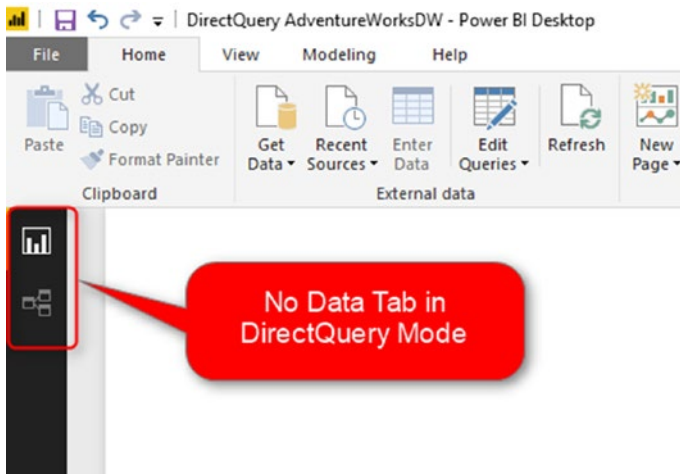 DirectQuery AdventureWorksDW - Power BI Desktop
File Home View Modeling Help
Paste
Cut
Copy
Format Painter
Get Data
Recent Sources
Enter Data
Edit Queries
Refresh
New Page
Clipboard External data
No Data Tab in
DirectQuery Mode